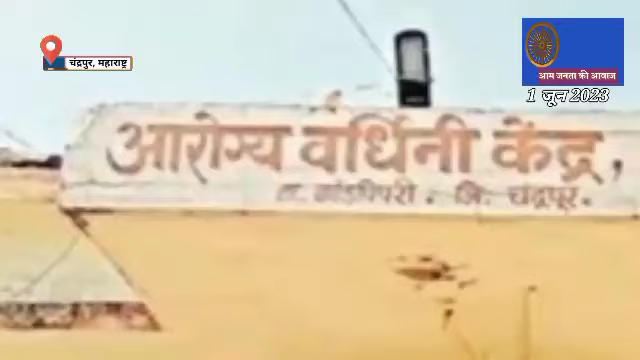 चंद्रपूर, महाराष्ट्र
आम जनता की आवाज
1 जून 2023
आरोग्य वर्धिनी केंद्र,
जि. चंद्रपूर.